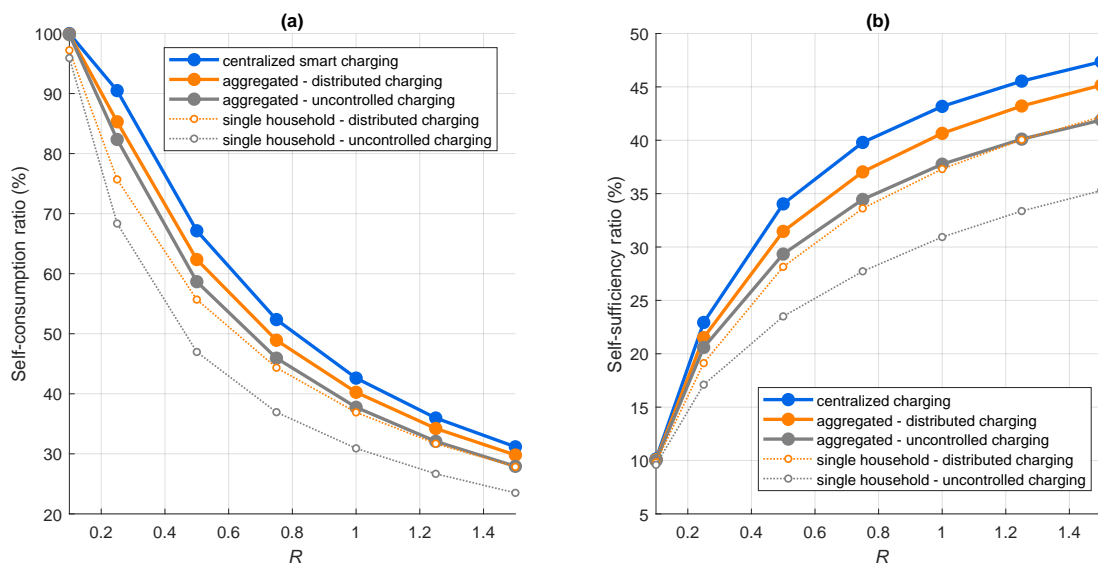 (a)
100
90
80
70
60
50
40
30
20
Self-consumption ratio (%)
centralized smart charging
aggregated - distributed charging
aggregated - uncontrolled charging
single household - distributed charging
single household - uncontrolled charging
0.2 0.4 0.6 0.8 1 1.2 1.4
R
(b)
50
45
40
35
30
25
20
15
10
5
Self-sufficiency ratio (%)
centralized charging
aggregated - distributed charging
aggregated - uncontrolled charging
single household - distributed charging
single household - uncontrolled charging
0.2 0.4 0.6 0.8 1 1.2 1.4
R